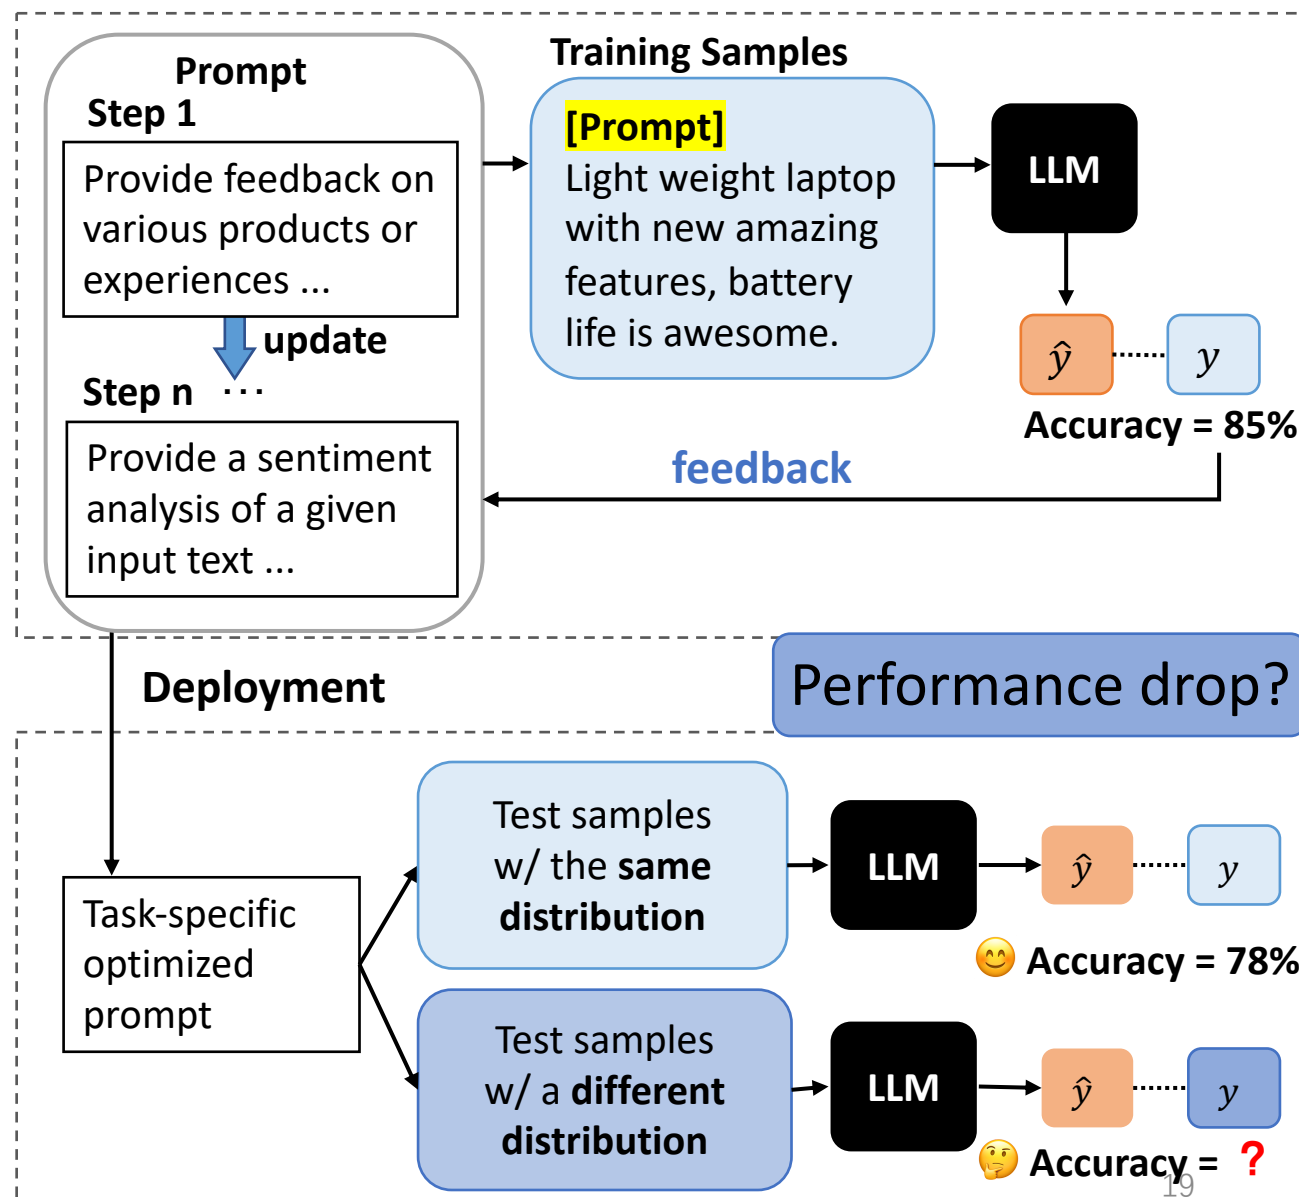 Prompt
Step 1
Provide feedback on
various products or
experiences ...
update
Step n ...
Provide a sentiment
analysis of a given
input text ...
Training Samples
[Prompt]
Light weight laptop
with new amazing
features, battery
life is awesome.
LLM
ŷ ...... y
Accuracy = 85%
feedback
Deployment
Performance drop?
Task-specific
optimized
prompt
Test samples
w/ the same
distribution
LLM
ŷ ...... y
😊 Accuracy = 78%
Test samples
w/ a different
distribution
LLM
ŷ ...... y
🤔 Accuracy = ?
19